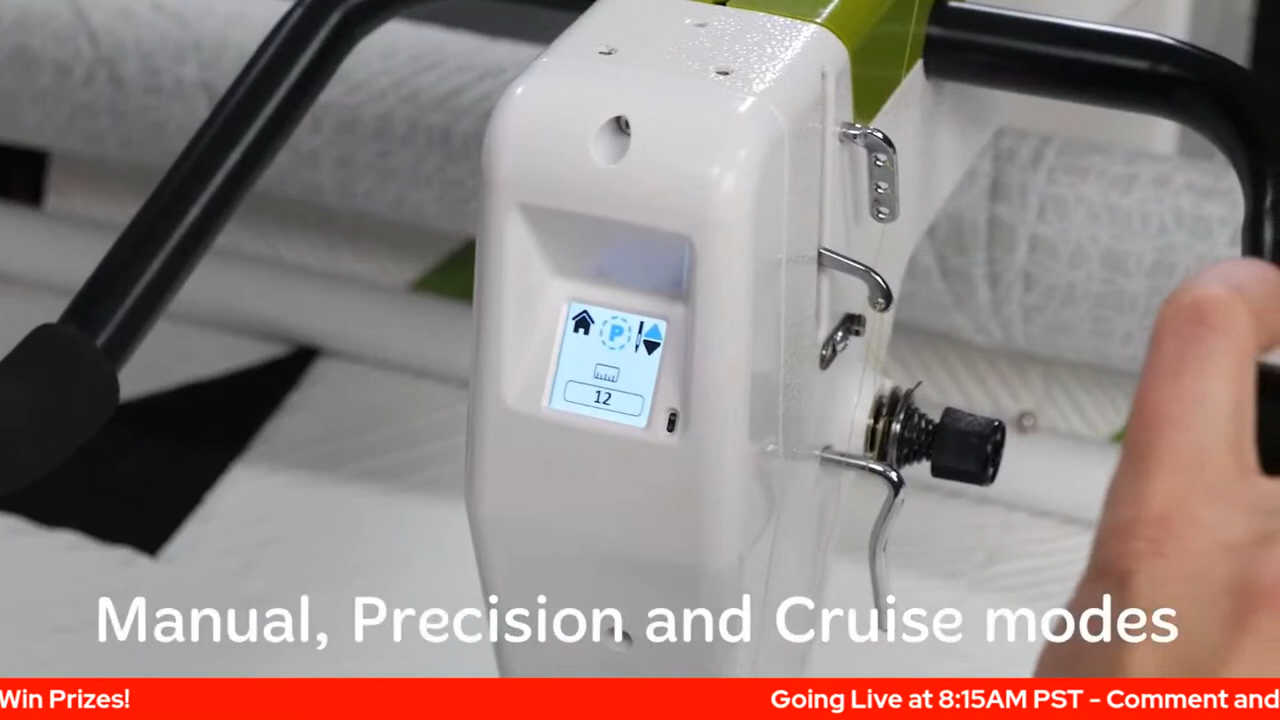 P
12
Manual, Precision and Cruise modes
Win Prizes!
Going Live at 8:15AM PST - Comment and